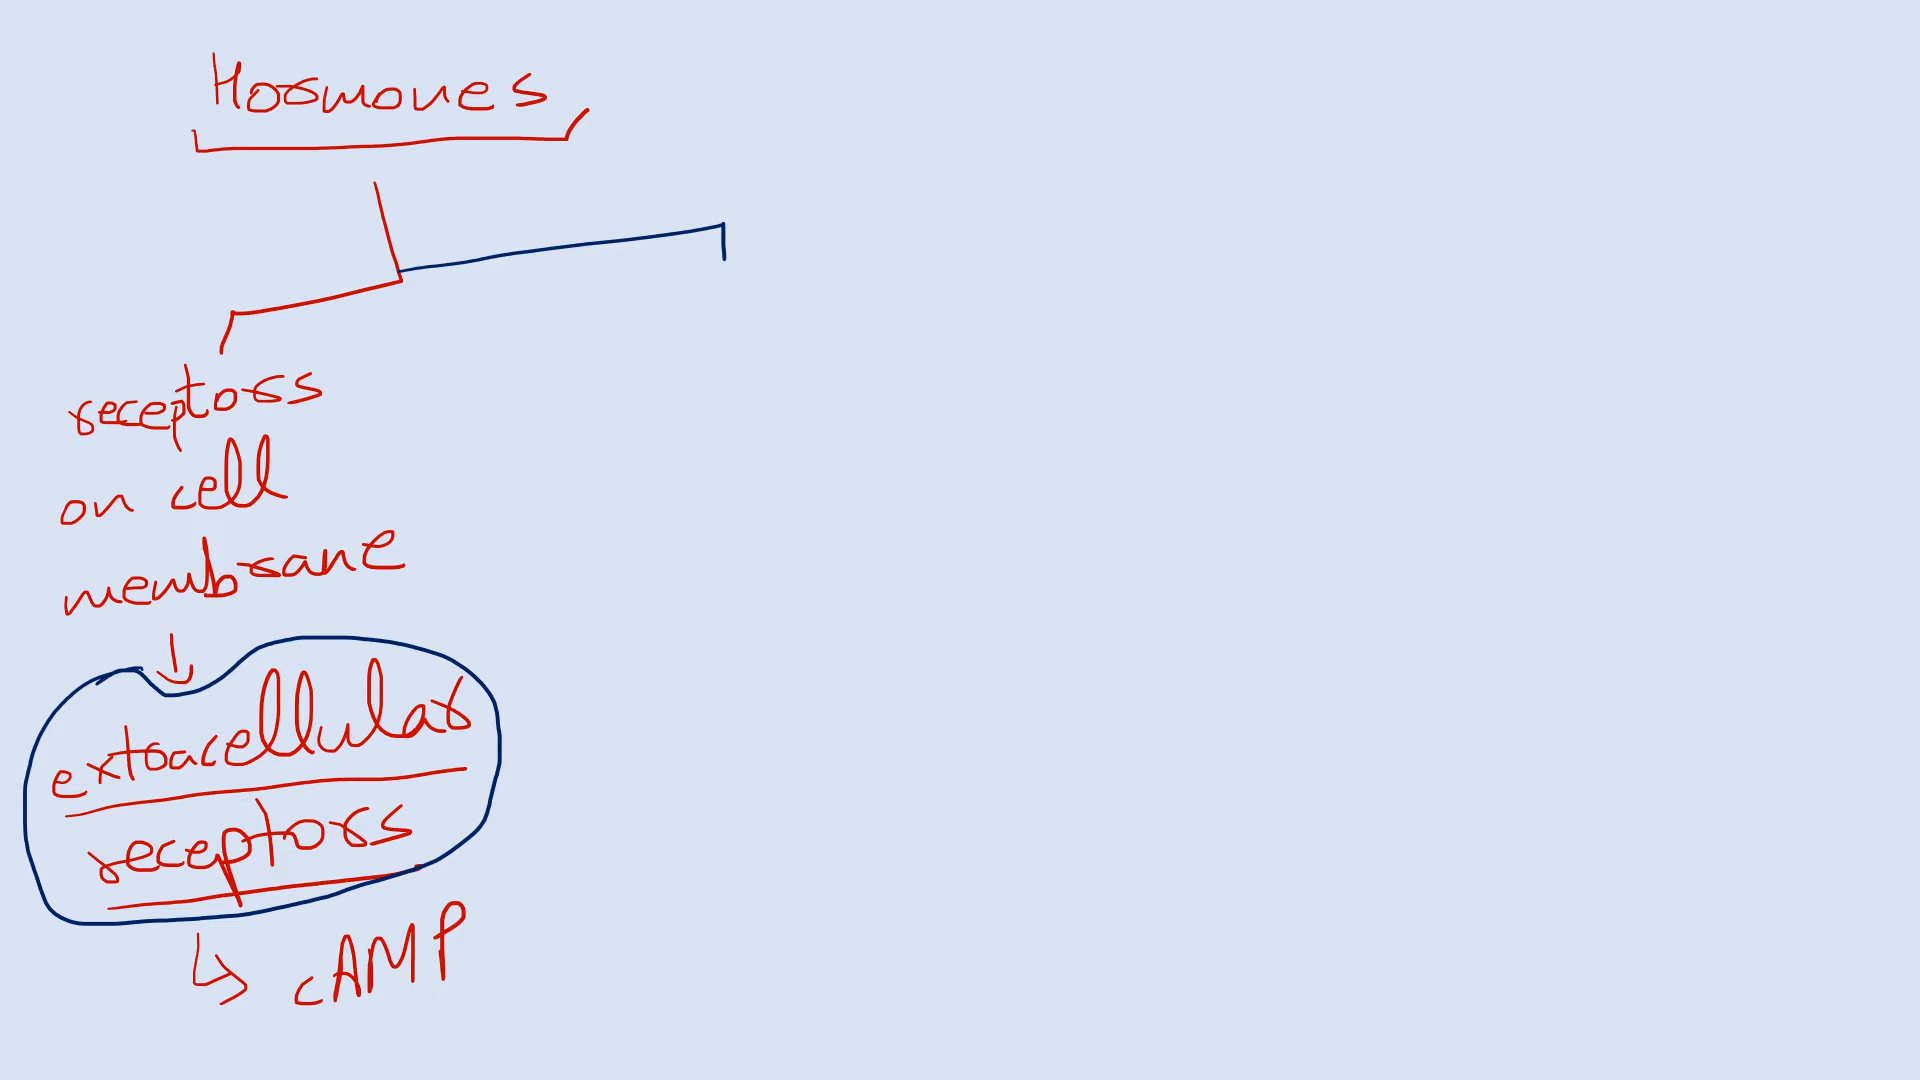 Hormones
receptors
on cell
membrane
extracellular
receptors
cAMP